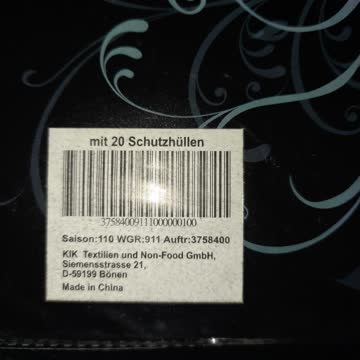 mit 20 Schutzhüllen
37584009111000000100
Saison:110 WGR:911 Auftr:3758400
KIK Textilien und Non-Food GmbH,
Siemensstrasse 21,
D-59199 Bönen
Made in China